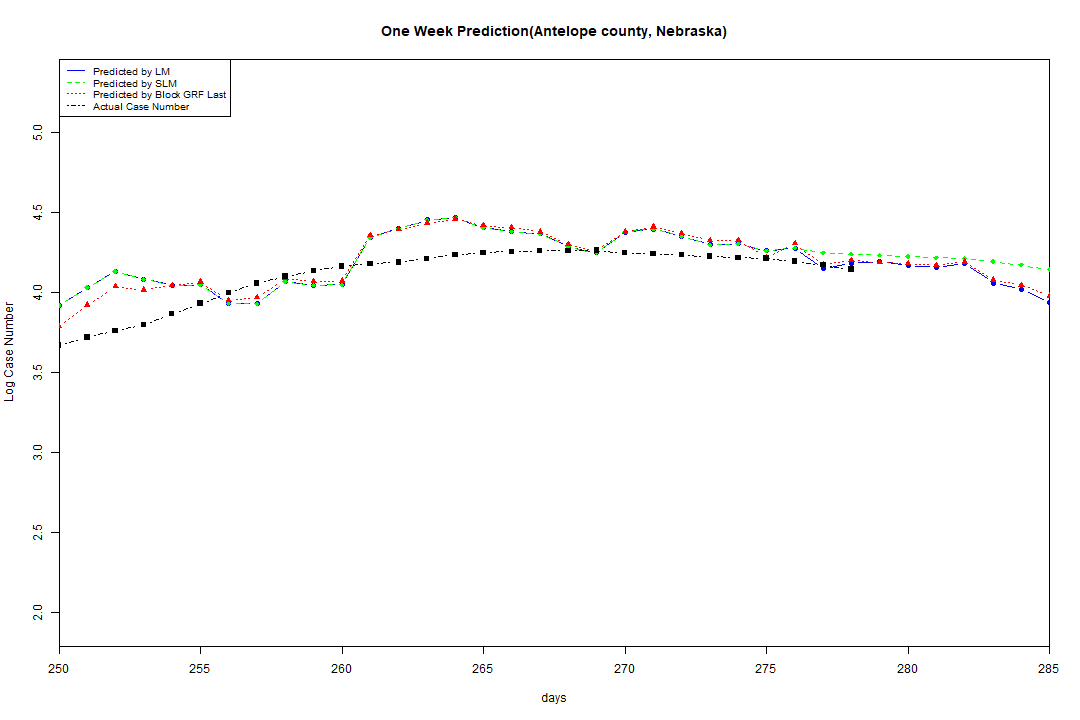 One Week Prediction(Antelope county, Nebraska)
Predicted by LM
Predicted by SLM
Predicted by Block GRF Last
Actual Case Number
5.0
4.5
4.0
3.5
3.0
2.5
2.0
Log Case Number
250 255 260 265 270 275 280 285
days